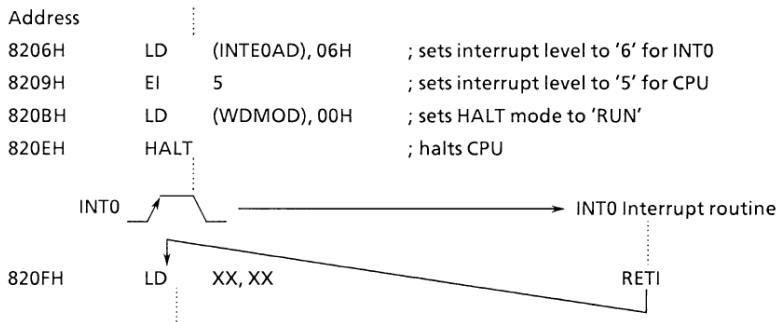 Address
8206H LD (INTE0AD), 06H ; sets interrupt level to '6' for INT0
8209H EI 5 ; sets interrupt level to '5' for CPU
820BH LD (WDMOD), 00H ; sets HALT mode to 'RUN'
820EH HALT ; halts CPU
INT0 INT0 Interrupt routine
820FH LD XX, XX RETI